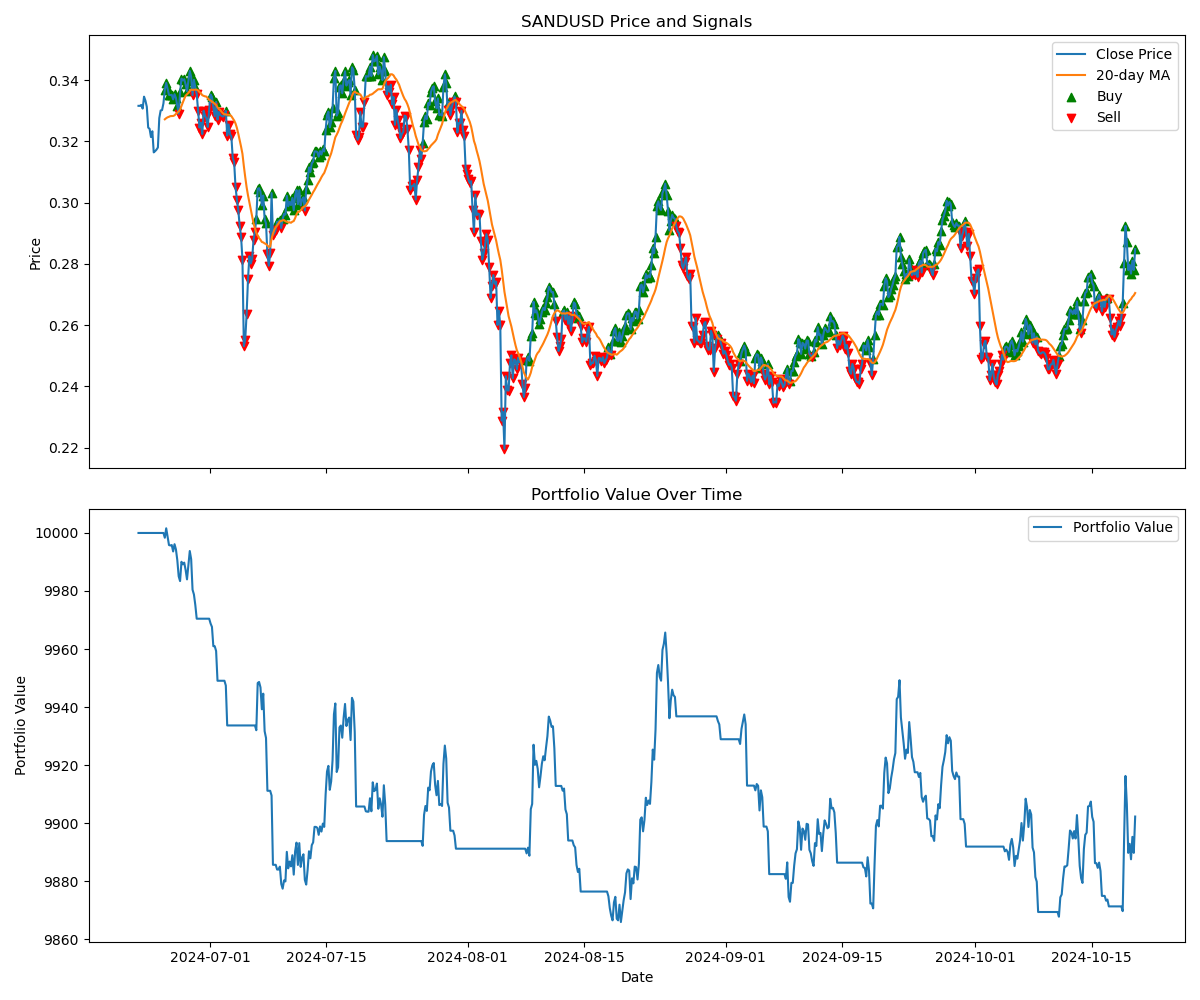 SANDUSD Price and Signals
Close Price
20-day MA
Buy
Sell
Price
0.34
0.32
0.30
0.28
0.26
0.24
0.22
Portfolio Value Over Time
Portfolio Value
Portfolio Value
10000
9980
9960
9940
9920
9900
9880
9860
2024-07-01 2024-07-15 2024-08-01 2024-08-15 2024-09-01 2024-09-15 2024-10-01 2024-10-15
Date